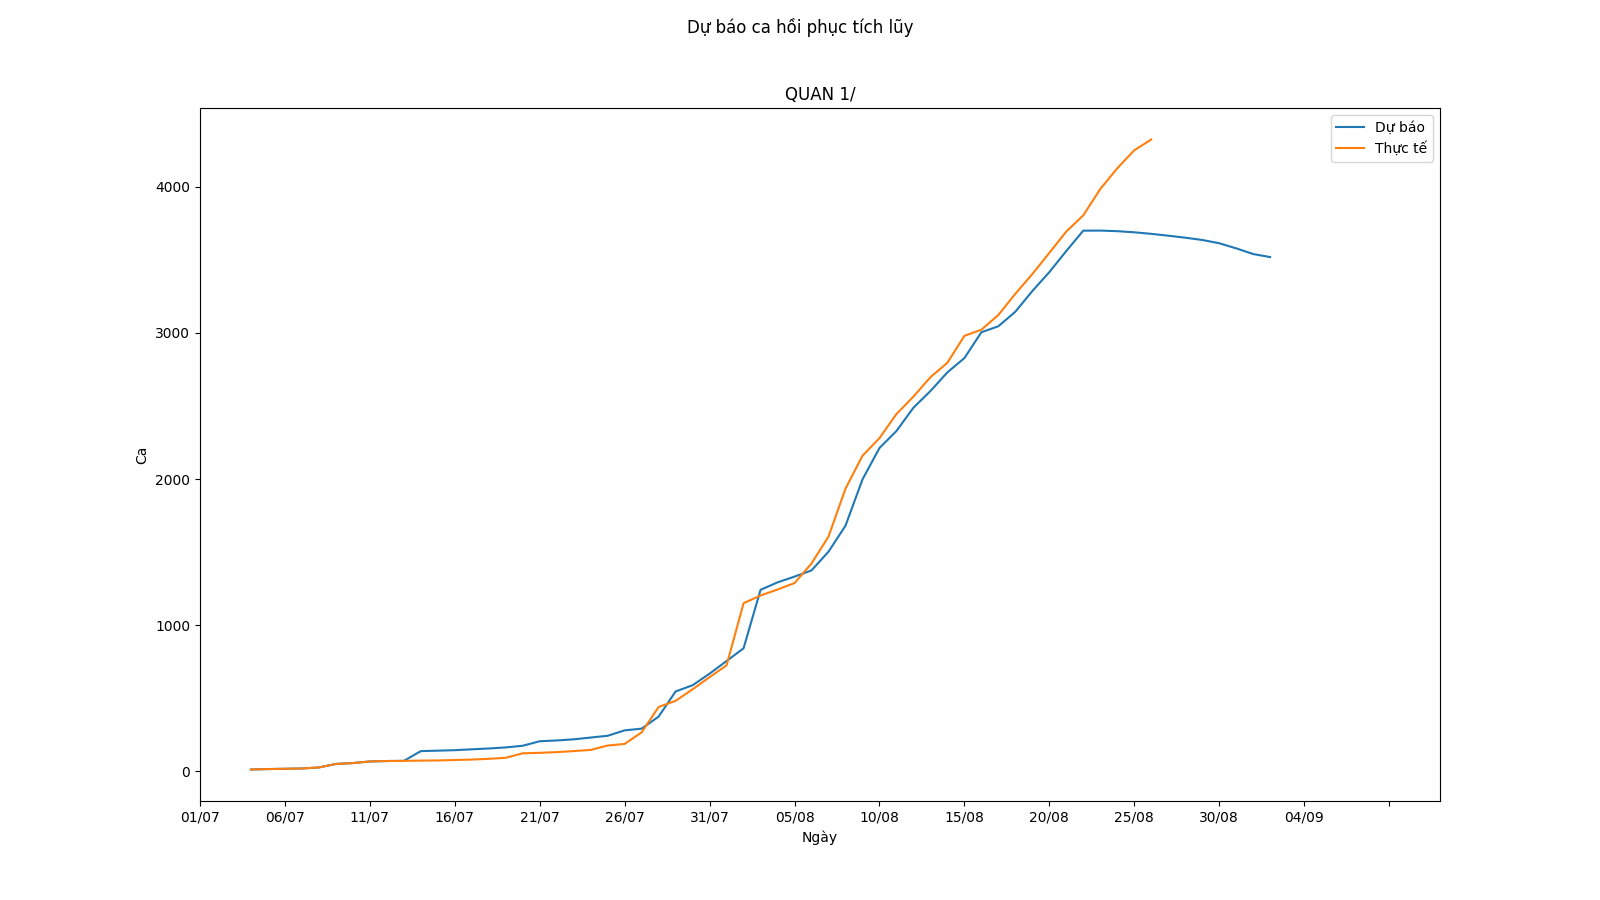 Dự báo ca hồi phục tích lũy
QUAN 1/
Dự báo
Thực tế
4000
3000
2000
1000
0
Ca
01/07 06/07 11/07 16/07 21/07 26/07 31/07 05/08 10/08 15/08 20/08 25/08 30/08 04/09
Ngày